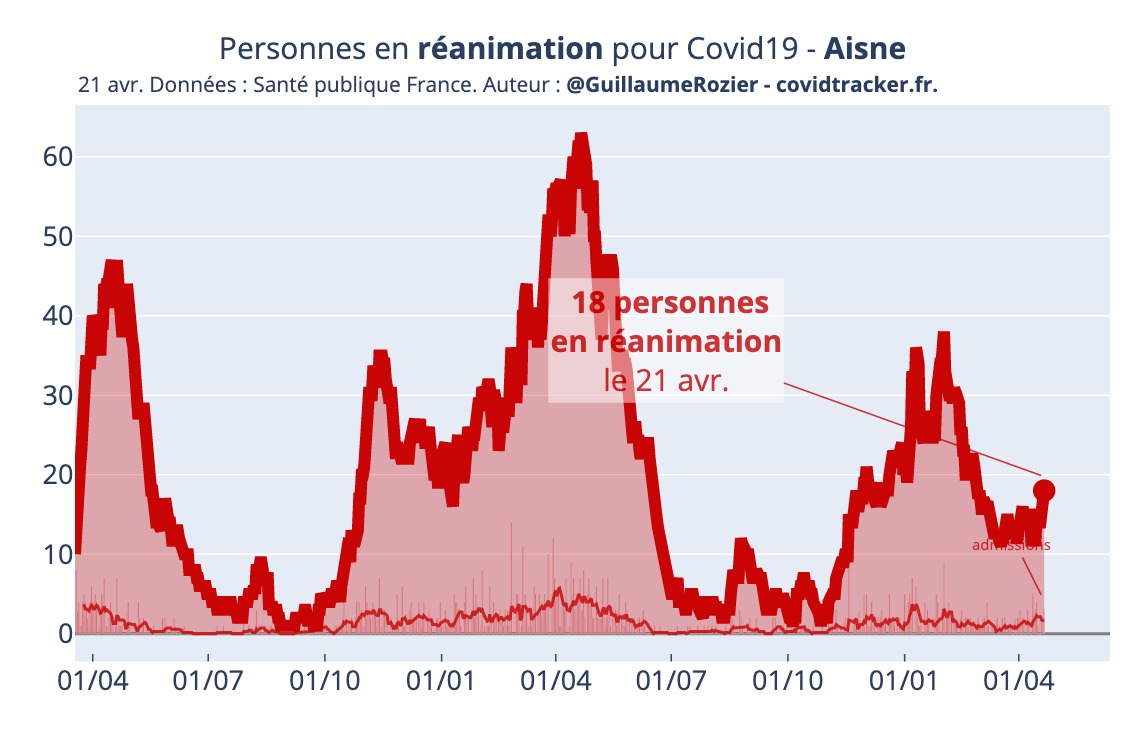 Personnes en réanimation pour Covid19 - Aisne
21 avr. Données : Santé publique France. Auteur : @GuillaumeRozier - covidtracker.fr.
60
50
40
30
20
10
0
18 personnes
en réanimation
le 21 avr.
admissions
01/04 01/07 01/10 01/01 01/04 01/07 01/10 01/01 01/04